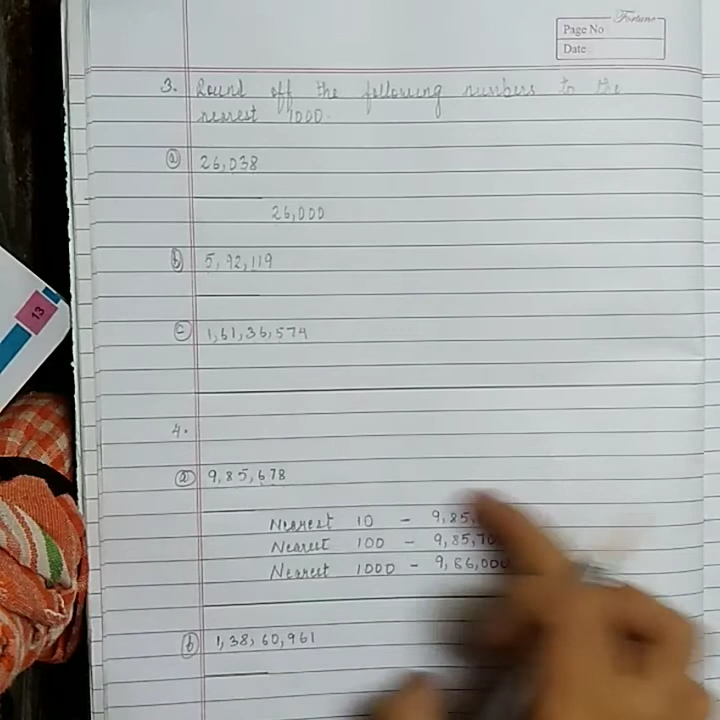 Fortune
Page No
Date
3. Round off the following numbers to the
nearest 1000.
(a) 26,038
26,000
(b) 5,92,119
(c) 1,61,36,574
4.
(a) 9,85,678
Nearest 10 - 9,85,
Nearest 100 - 9,85,70
Nearest 1000 - 9,86,000
(b) 1,38,60,961
13